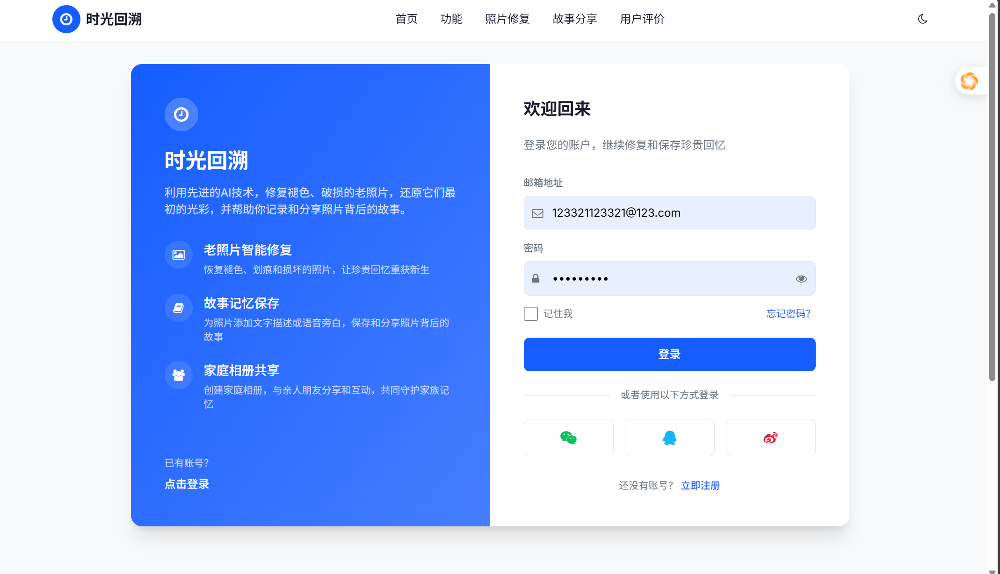 时光回溯
首页 功能 照片修复 故事分享 用户评价
时光回溯
利用先进的AI技术，修复褪色、破损的老照片，还原它们最
初的光彩，并帮助你记录和分享照片背后的故事。
老照片智能修复
恢复褪色、划痕和损坏的照片，让珍贵回忆重获新生
故事记忆保存
为照片添加文字描述或语音旁白，保存和分享照片背后的
故事
家庭相册共享
创建家庭相册，与亲人朋友分享和互动，共同守护家族记
忆
已有账号？
点击登录
欢迎回来
登录您的账户，继续修复和保存珍贵回忆
邮箱地址
123321123321@123.com
密码
•••••••••
记住我 忘记密码？
登录
或者使用以下方式登录
还没有账号？ 立即注册